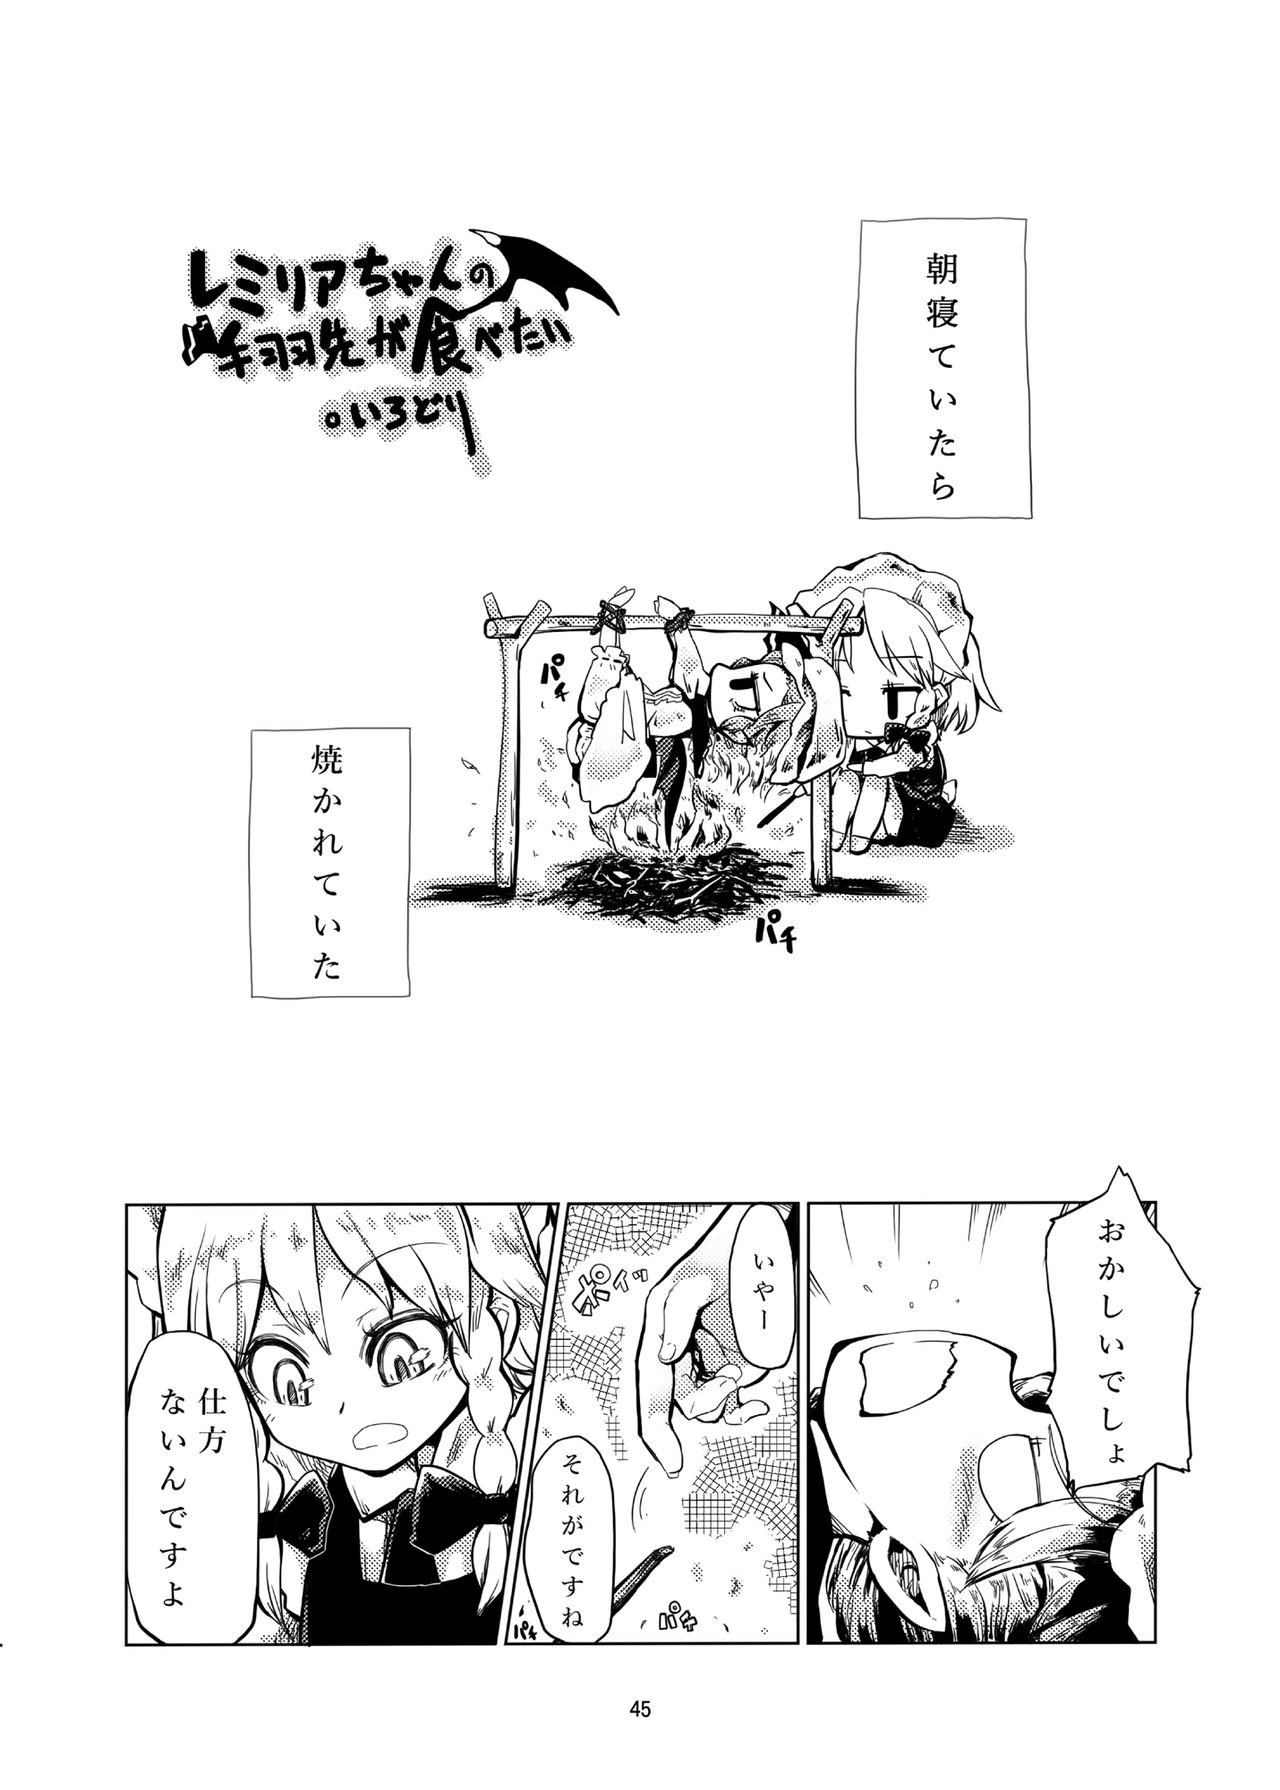 朝寝ていたら
レミリアちゃんの
手羽先が食べたい
。いろどり
パチ
焼かれていた
パチ
おかしいでしょ
いやー
ポイッ
それがですね
パチ
パチ
仕方
ないんですよ
45